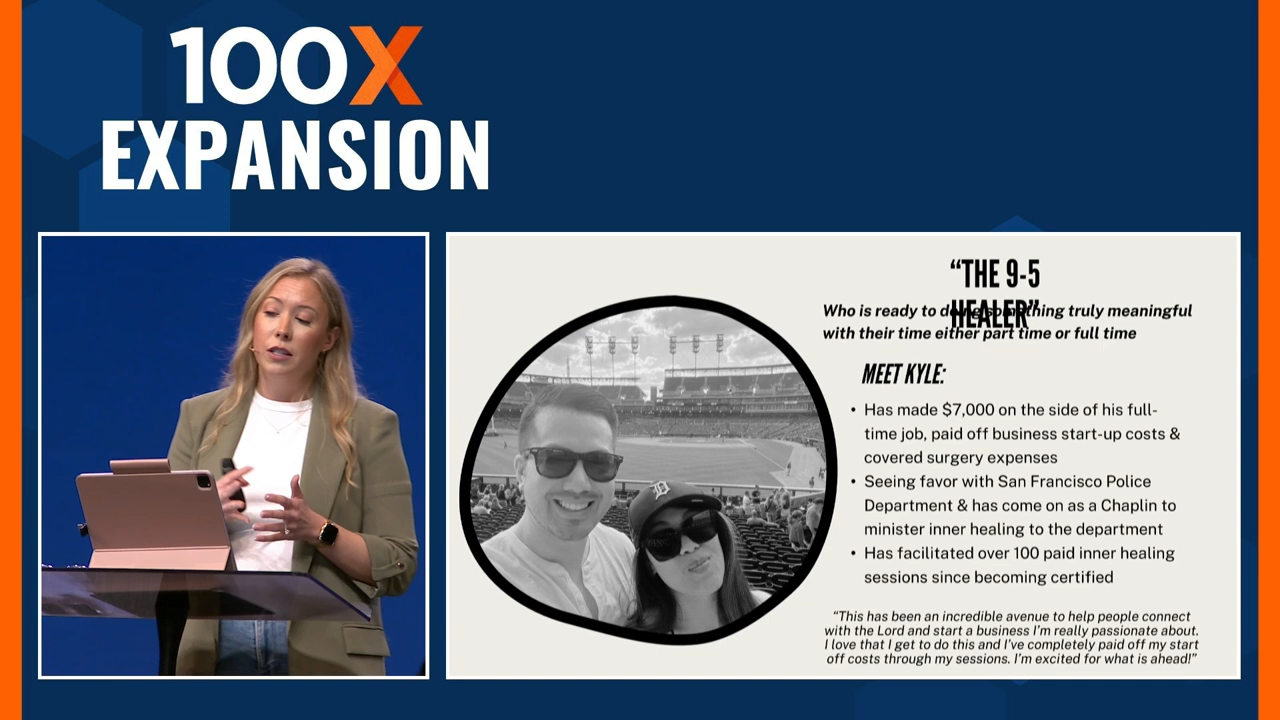 100X
EXPANSION
“THE 9-5
HEALER”
Who is ready to doing something truly meaningful
with their time either part time or full time
MEET KYLE:
• Has made $7,000 on the side of his full-
time job, paid off business start-up costs &
covered surgery expenses
• Seeing favor with San Francisco Police
Department & has come on as a Chaplin to
minister inner healing to the department
• Has facilitated over 100 paid inner healing
sessions since becoming certified
“This has been an incredible avenue to help people connect
with the Lord and start a business I’m really passionate about.
I love that I get to do this and I’ve completely paid off my start
off costs through my sessions. I’m excited for what is ahead!”